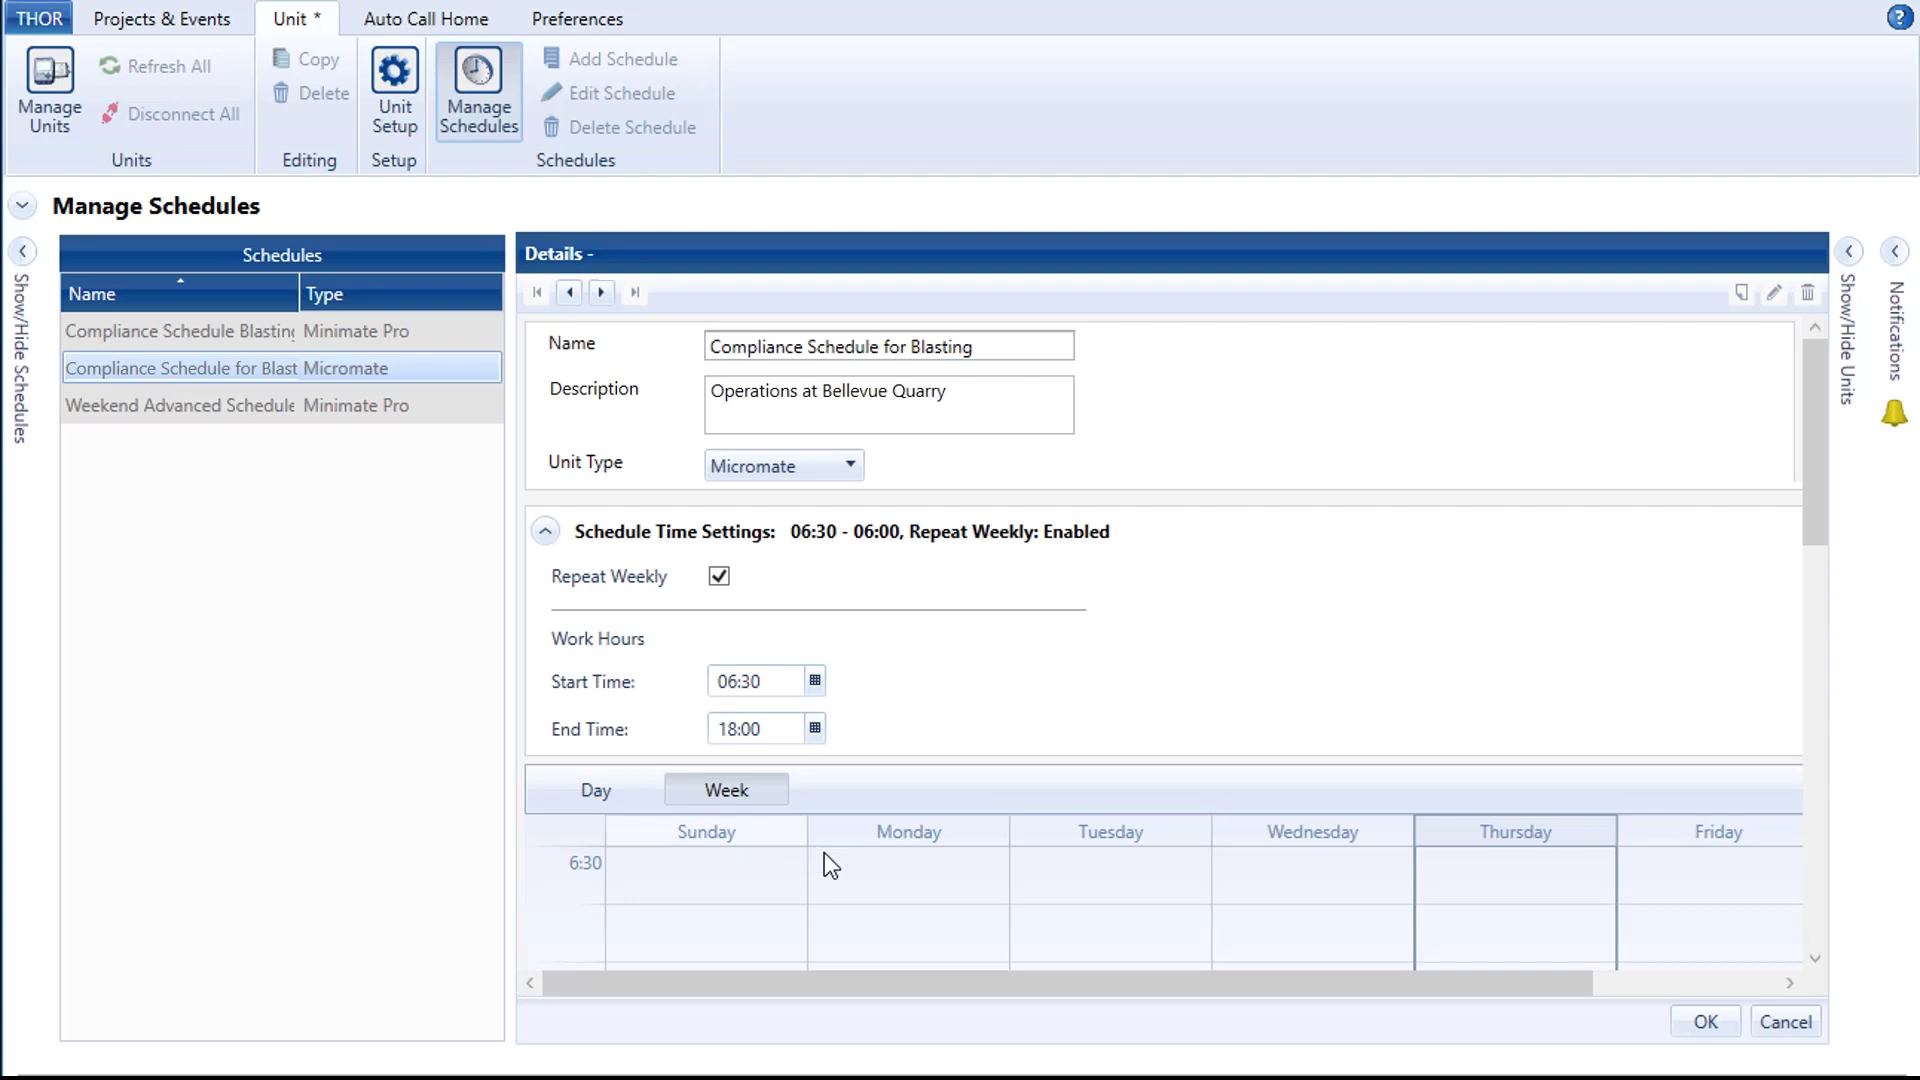 THOR Projects & Events Unit * Auto Call Home Preferences
Manage Units
Refresh All
Disconnect All
Units
Copy
Delete
Editing
Unit Setup
Setup
Manage Schedules
Add Schedule
Edit Schedule
Delete Schedule
Schedules
Manage Schedules
Show/Hide Schedules
Schedules
Name Type
Compliance Schedule Blasting Minimate Pro
Compliance Schedule for Blast Micromate
Weekend Advanced Schedule Minimate Pro
Details -
Name Compliance Schedule for Blasting
Description Operations at Bellevue Quarry
Unit Type Micromate
Schedule Time Settings: 06:30 - 06:00, Repeat Weekly: Enabled
Repeat Weekly
Work Hours
Start Time: 06:30
End Time: 18:00
Day Week
Sunday Monday Tuesday Wednesday Thursday Friday
6:30
OK Cancel
Show/Hide Units
Notifications